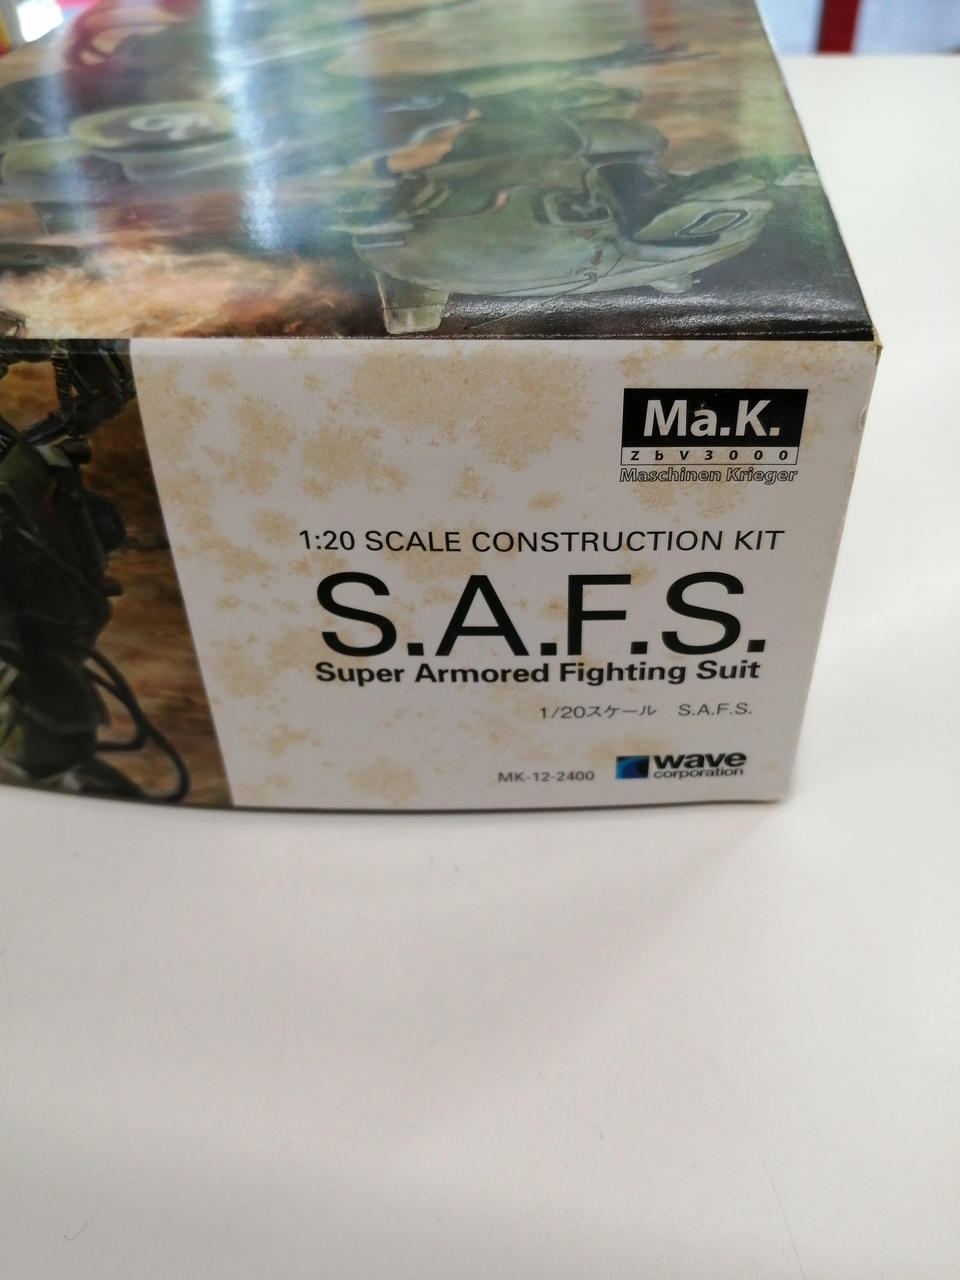 Ma.K.
ZbV3000
Maschinen Krieger
1:20 SCALE CONSTRUCTION KIT
S.A.F.S.
Super Armored Fighting Suit
1/20スケール S.A.F.S.
MK-12-2400
wave
corporation